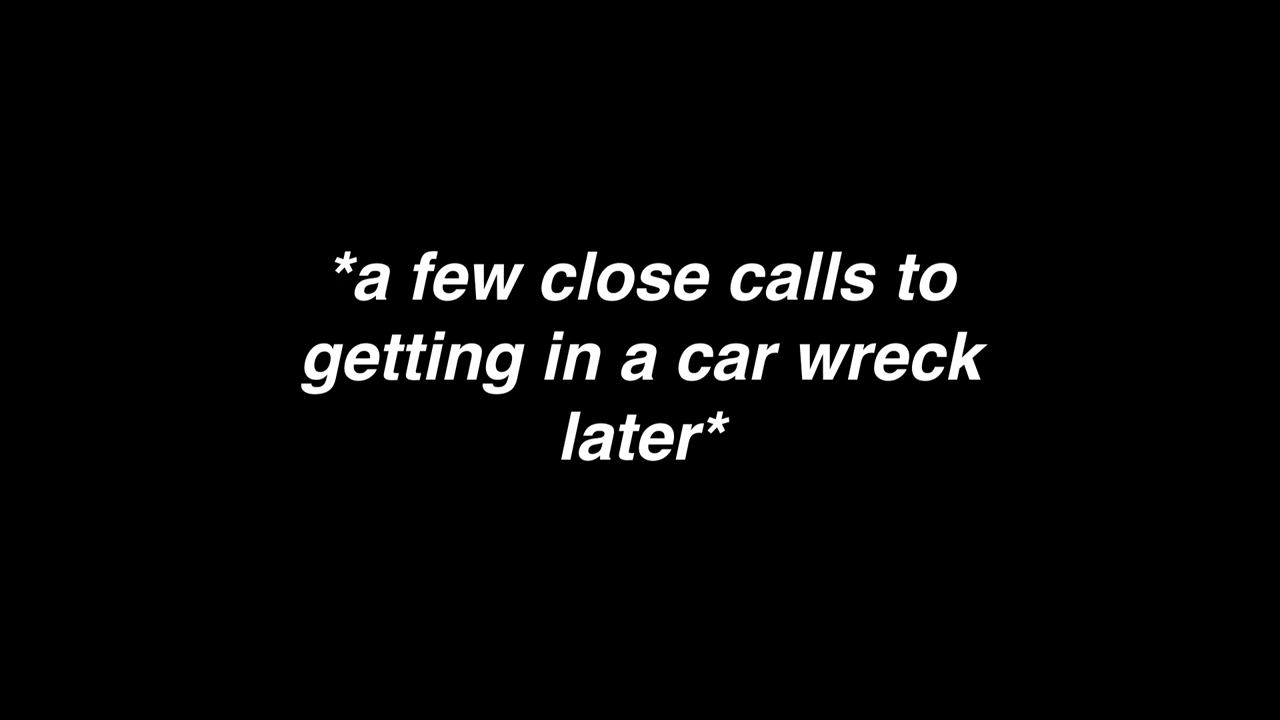 *a few close calls to
getting in a car wreck
later*